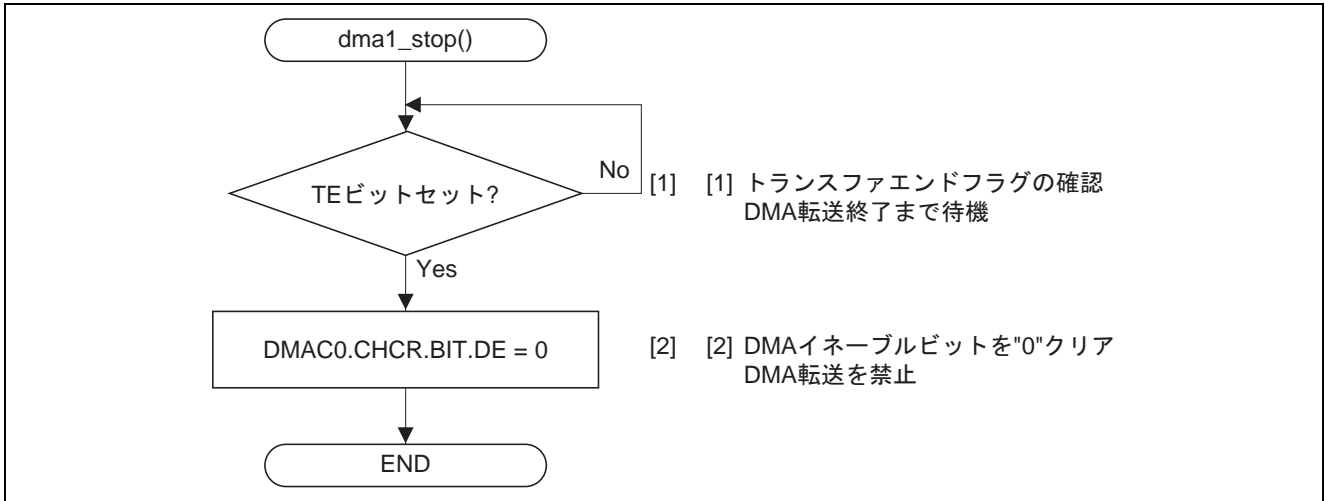 dma1_stop()
TEビットセット?
No
[1] [1] トランスファエンドフラグの確認
DMA転送終了まで待機
Yes
DMAC0.CHCR.BIT.DE = 0
[2] [2] DMAイネーブルビットを"0"クリア
DMA転送を禁止
END